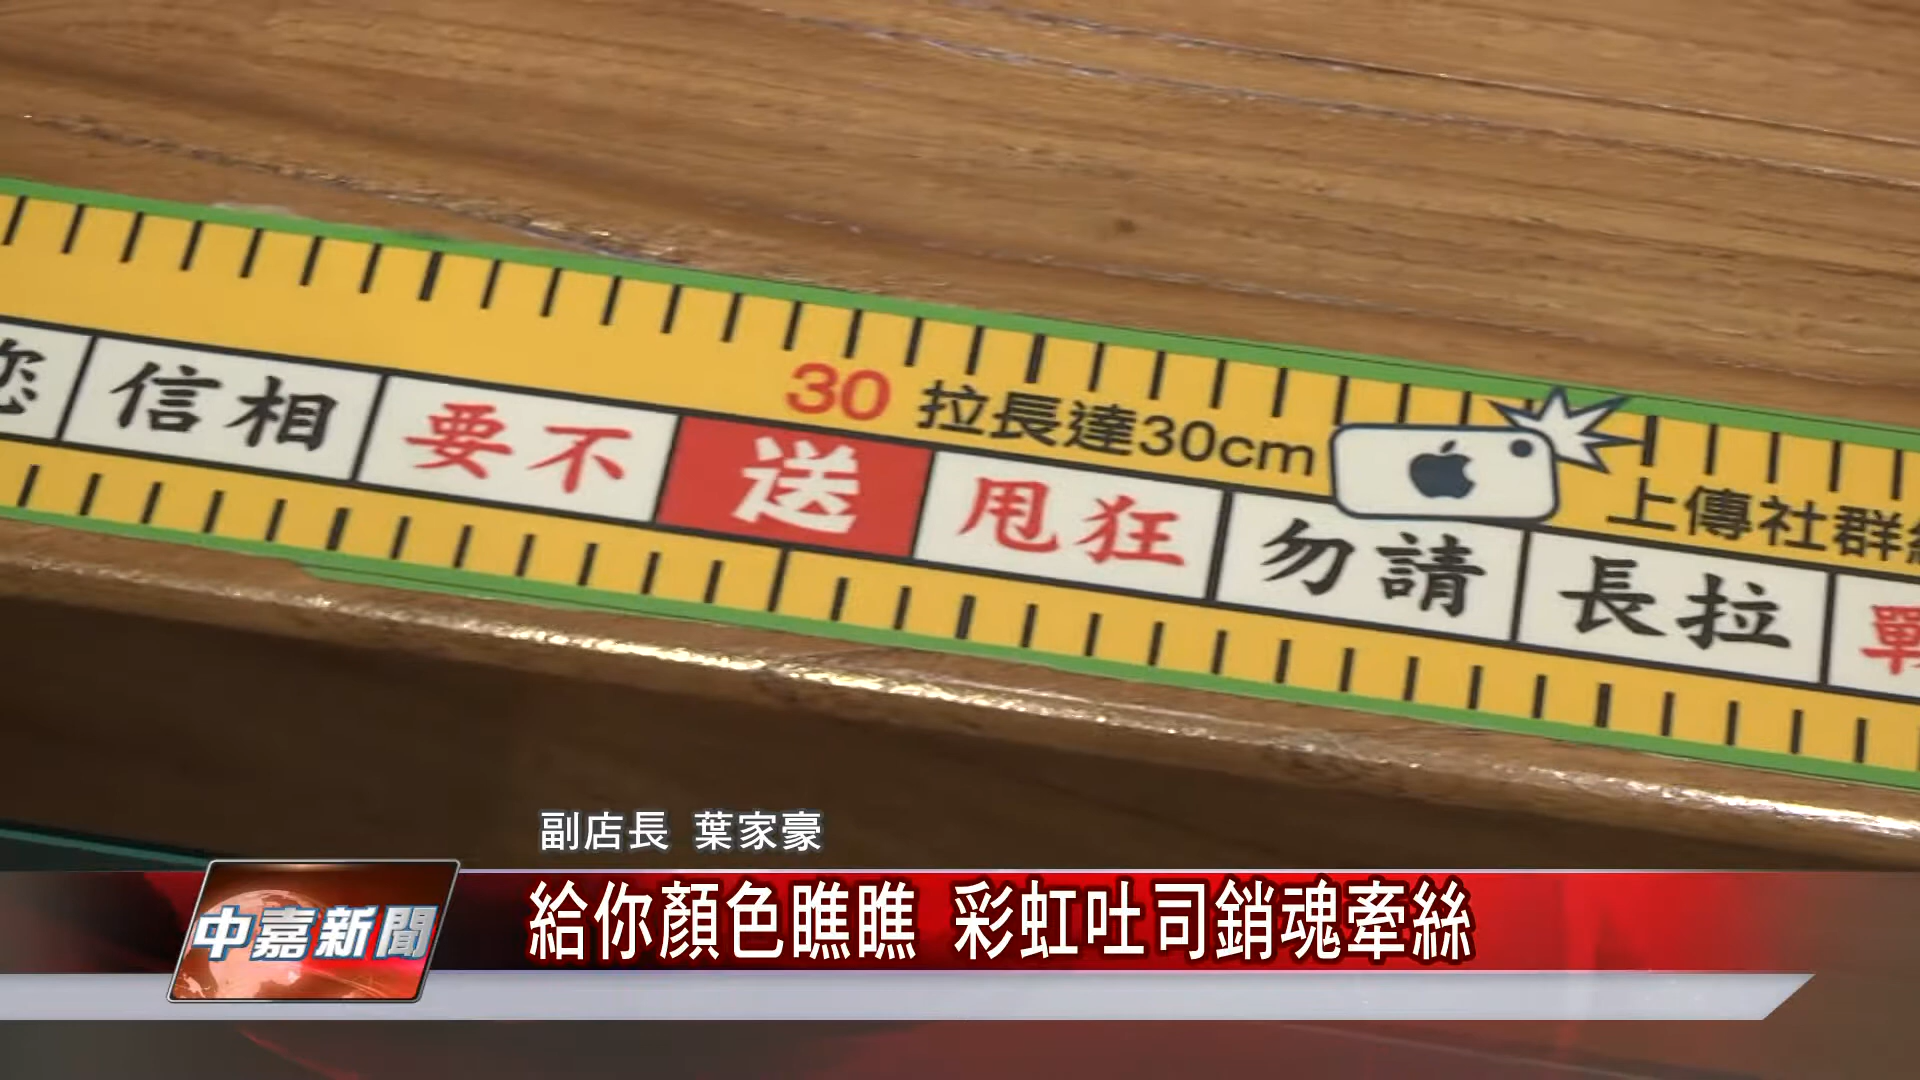 30 拉長達30cm
上傳社群
您 信相 要不 送 甩狂 勿請 長拉 戰
副店長 葉家豪
中嘉新聞
給你顏色瞧瞧 彩虹吐司銷魂牽絲